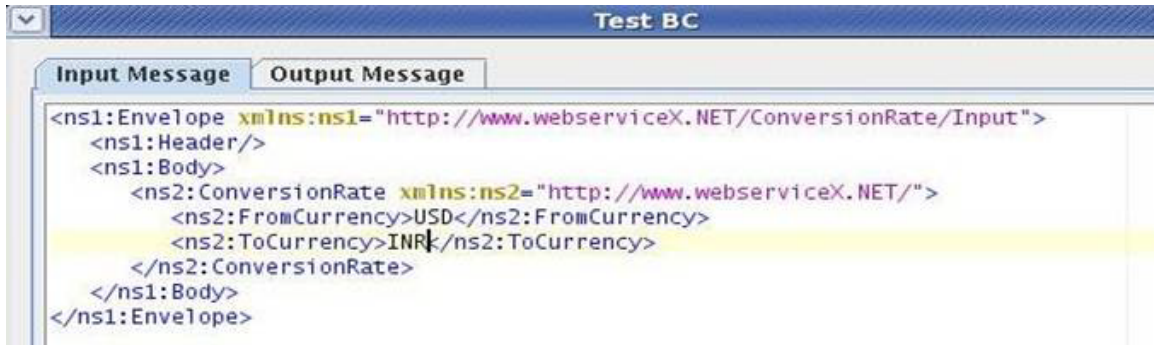 Test BC
Input Message Output Message
<ns1:Envelope xmlns:ns1="http://www.webserviceX.NET/ConversionRate/Input">
<ns1:Header/>
<ns1:Body>
<ns2:ConversionRate xmlns:ns2="http://www.webserviceX.NET/">
<ns2:FromCurrency>USD</ns2:FromCurrency>
<ns2:ToCurrency>INR</ns2:ToCurrency>
</ns2:ConversionRate>
</ns1:Body>
</ns1:Envelope>